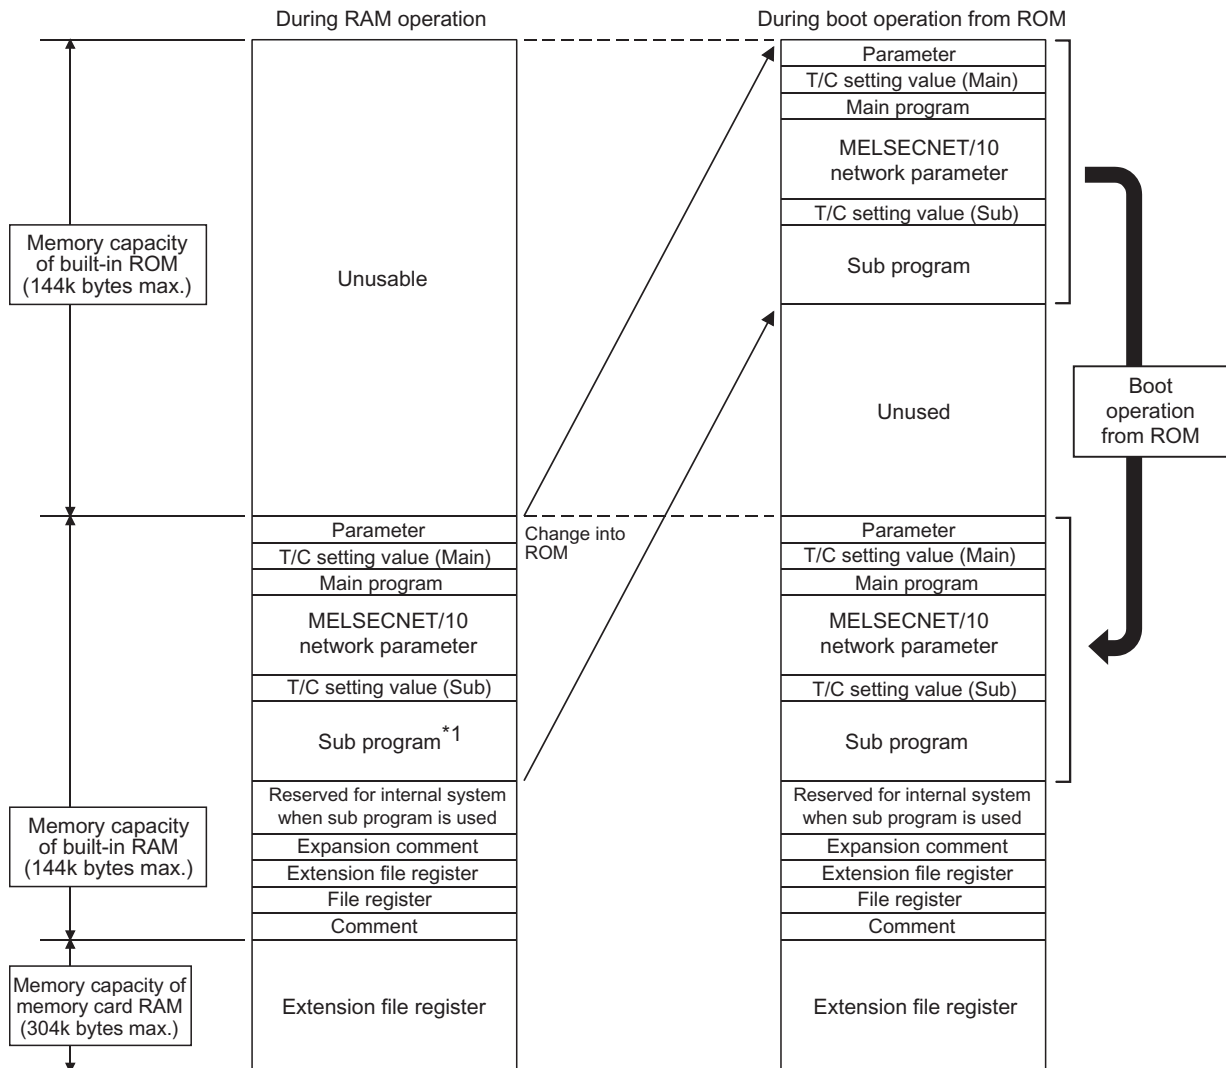 During RAM operation
During boot operation from ROM
Memory capacity
of built-in ROM
(144k bytes max.)
Unusable
Parameter
T/C setting value (Main)
Main program
MELSECNET/10
network parameter
T/C setting value (Sub)
Sub program
Unused
Boot
operation
from ROM
Change into
ROM
Memory capacity
of built-in RAM
(144k bytes max.)
Parameter
T/C setting value (Main)
Main program
MELSECNET/10
network parameter
T/C setting value (Sub)
Sub program*1
Reserved for internal system
when sub program is used
Expansion comment
Extension file register
File register
Comment
Parameter
T/C setting value (Main)
Main program
MELSECNET/10
network parameter
T/C setting value (Sub)
Sub program
Reserved for internal system
when sub program is used
Expansion comment
Extension file register
File register
Comment
Memory capacity of
memory card RAM
(304k bytes max.)
Extension file register
Extension file register